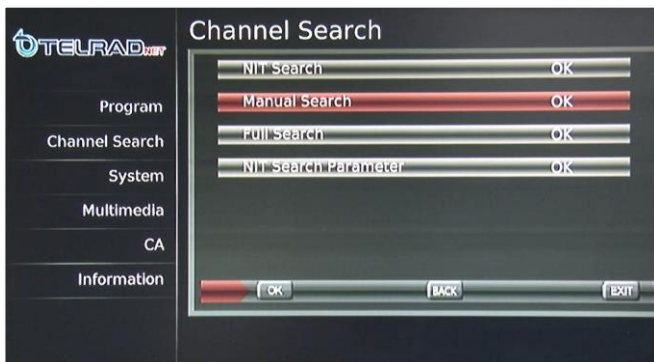 Channel Search
TELRAD.NET
NIT Search OK
Manual Search OK
Full Search OK
NIT Search Parameter OK
Program
Channel Search
System
Multimedia
CA
Information
OK BACK EXIT